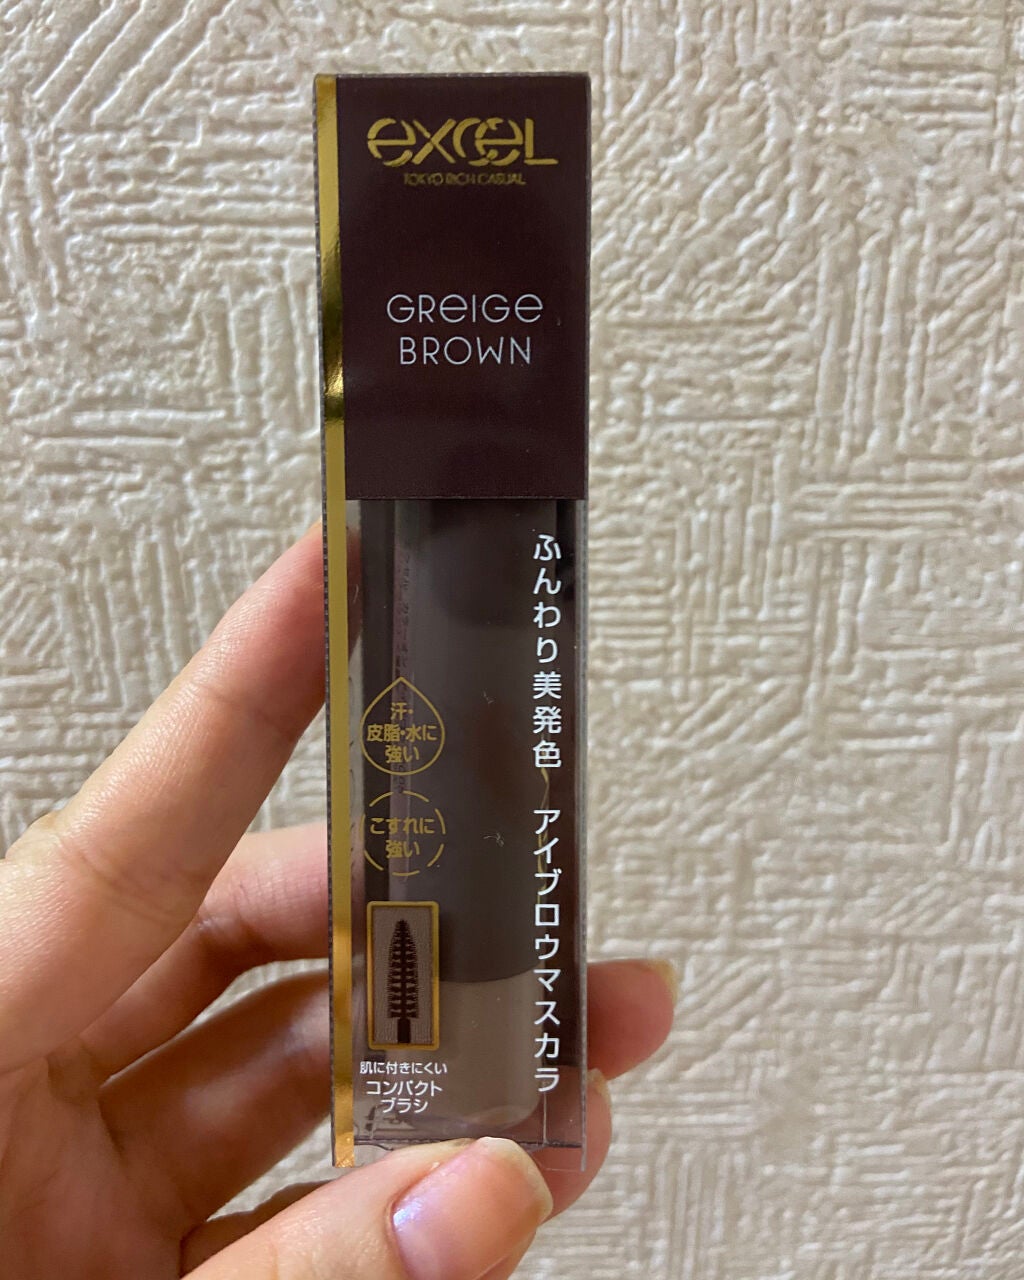 excel
TOKYO RICH CASUAL
GREIGE
BROWN
ふんわり美発色 アイブロウマスカラ
汗・
皮脂・水に
強い
こすれに
強い
肌に付きにくい
コンパクト
ブラシ